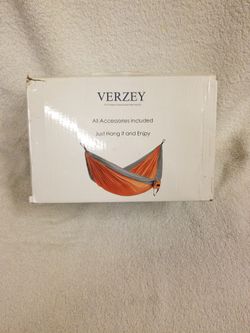 VERZEY
All Accessories Included
Just Hang it and Enjoy